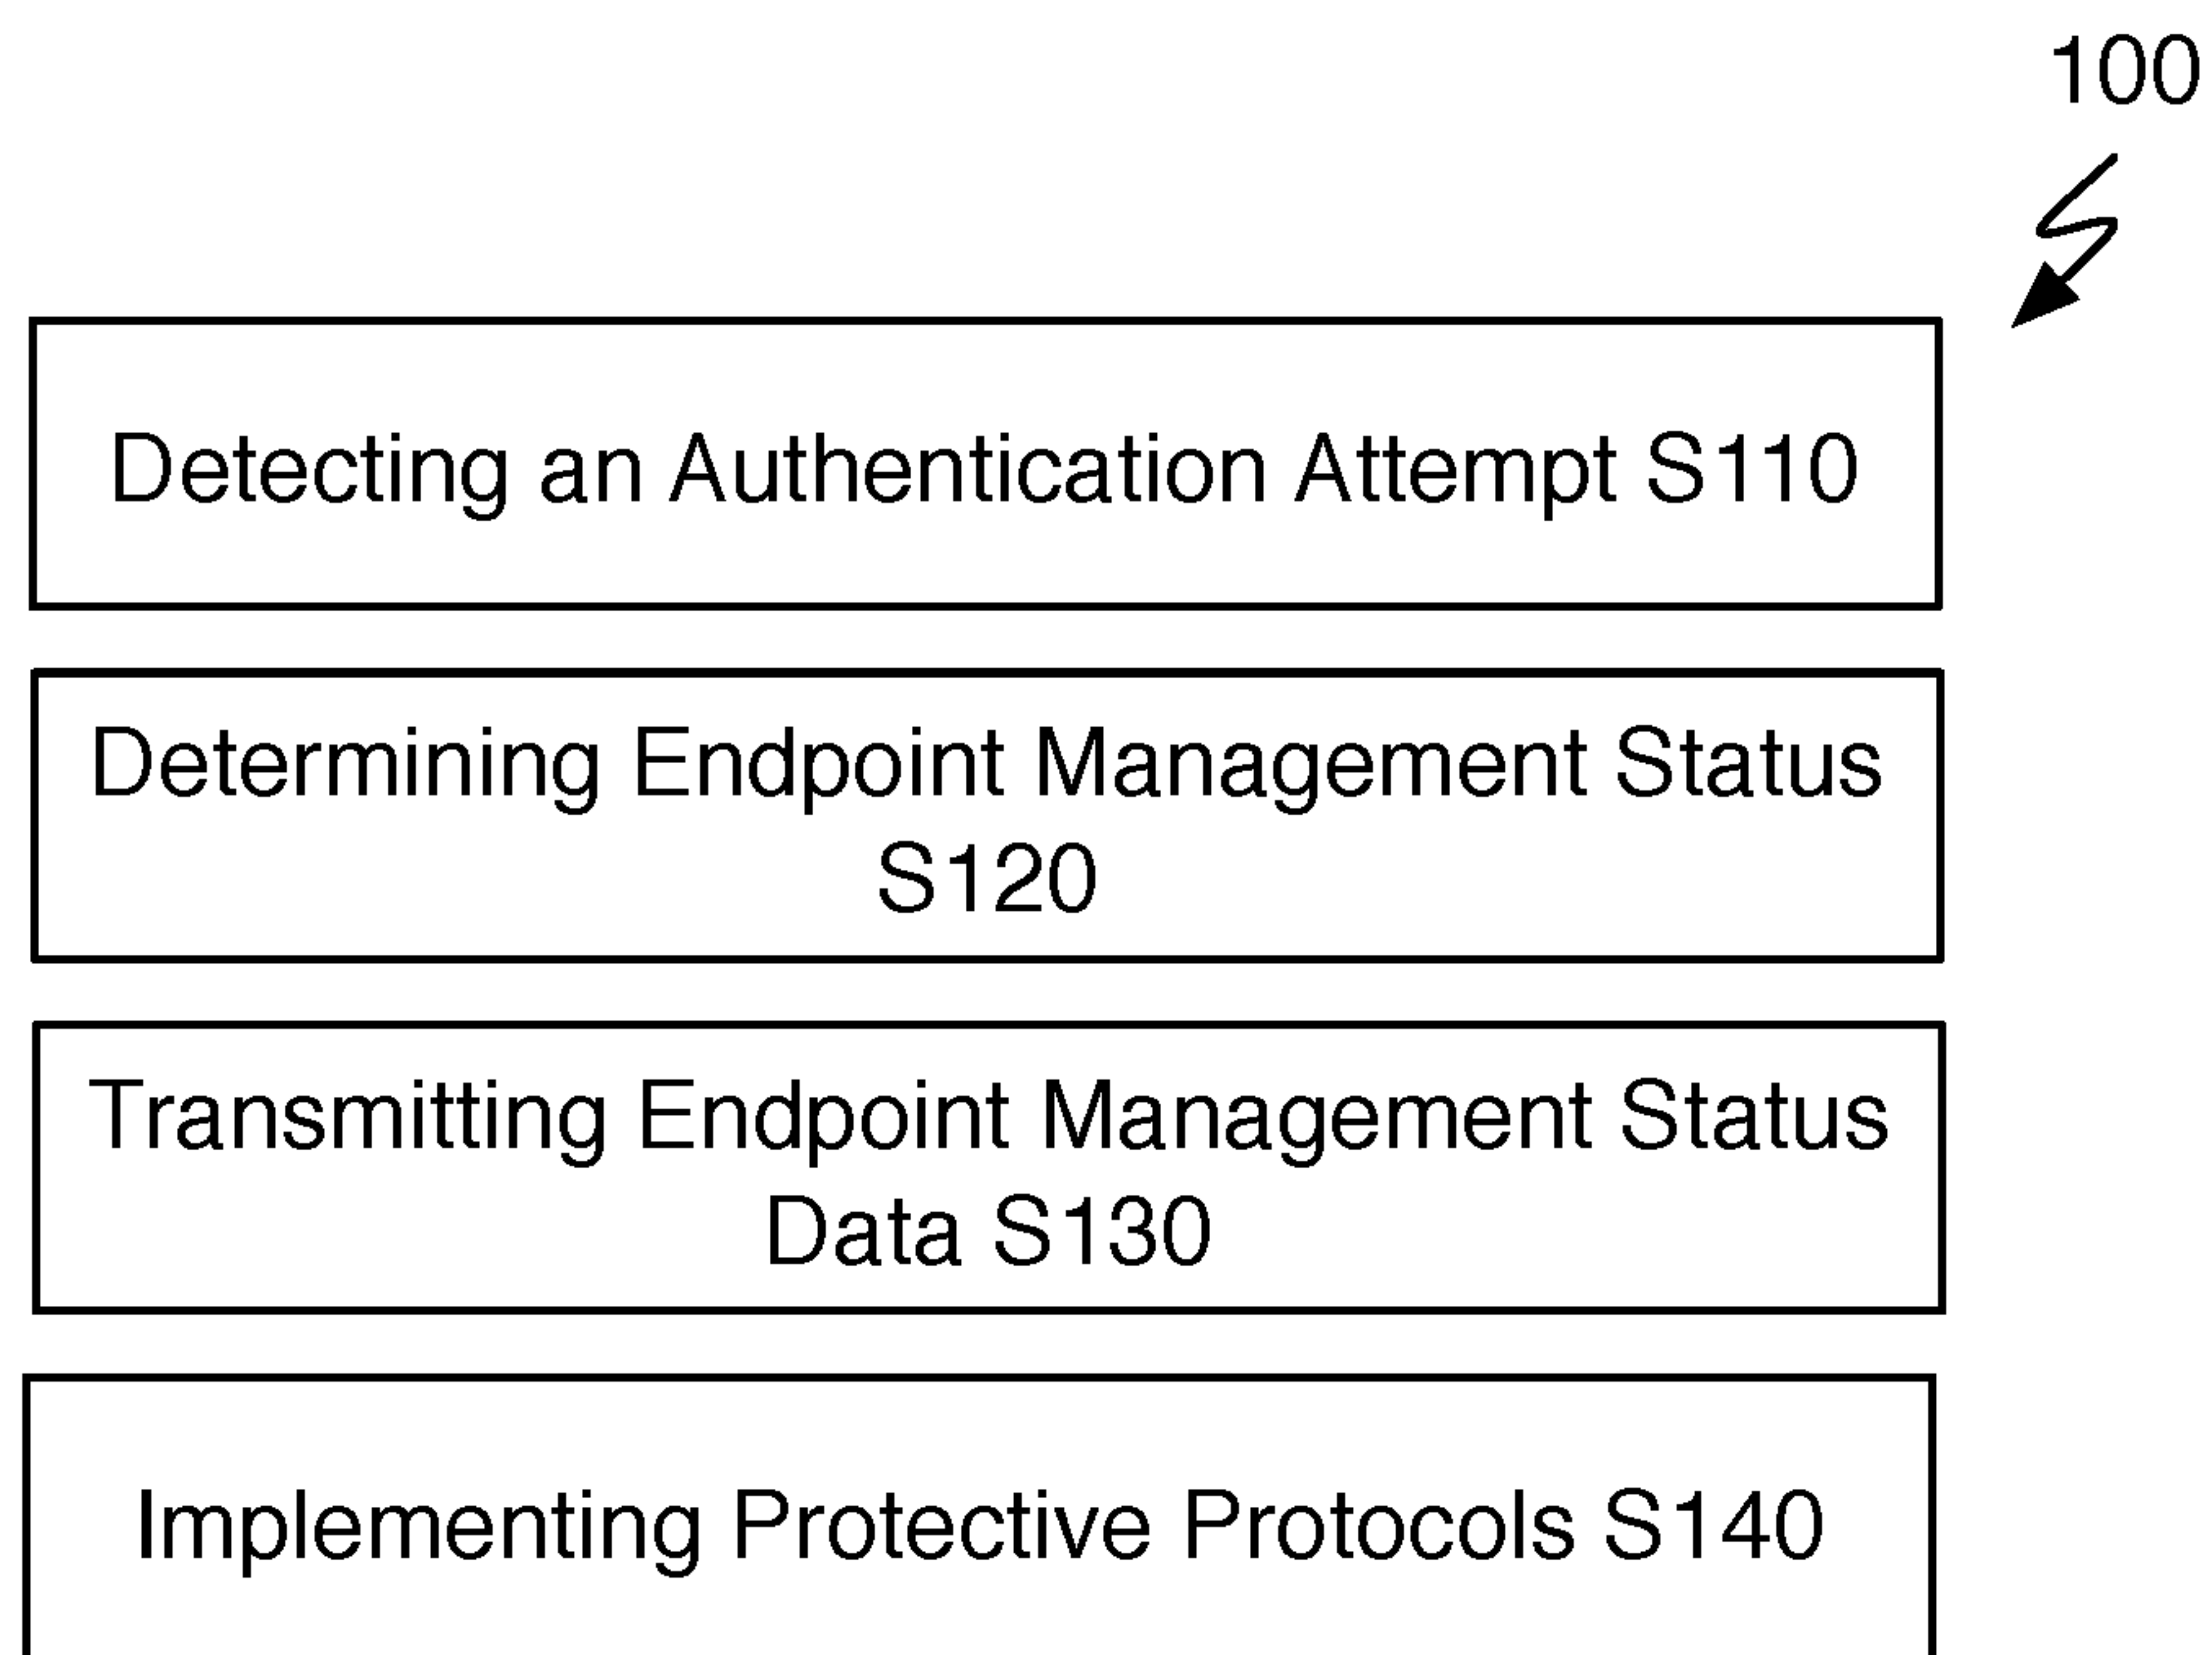 100
Detecting an Authentication Attempt S110
Determining Endpoint Management Status
S120
Transmitting Endpoint Management Status
Data S130
Implementing Protective Protocols S140